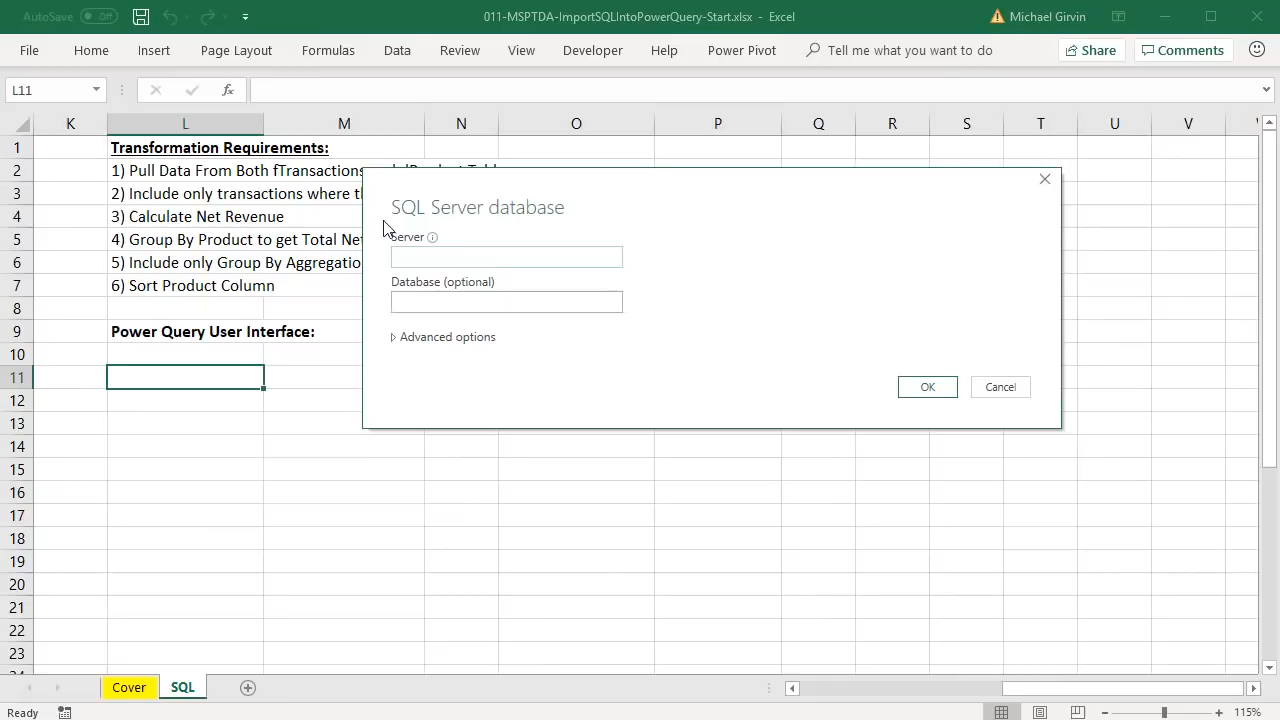 AutoSave Off 011-MSPTDA-ImportSQLIntoPowerQuery-Start.xlsx - Excel Michael Girvin
File Home Insert Page Layout Formulas Data Review View Developer Help Power Pivot Tell me what you want to do Share Comments
L11 fx
K L M N O P Q R S T U V
1 Transformation Requirements:
2 1) Pull Data From Both fTransactions
3 2) Include only transactions where
4 3) Calculate Net Revenue
5 4) Group By Product to get Total Net
6 5) Include only Group By
7 6) Sort Product Column
8
9 Power Query User Interface:
10
11
12
13
14
15
16
17
18
19
20
21
22
23
SQL Server database
Server
Database (optional)
Advanced options
OK Cancel
Cover SQL
Ready 115%